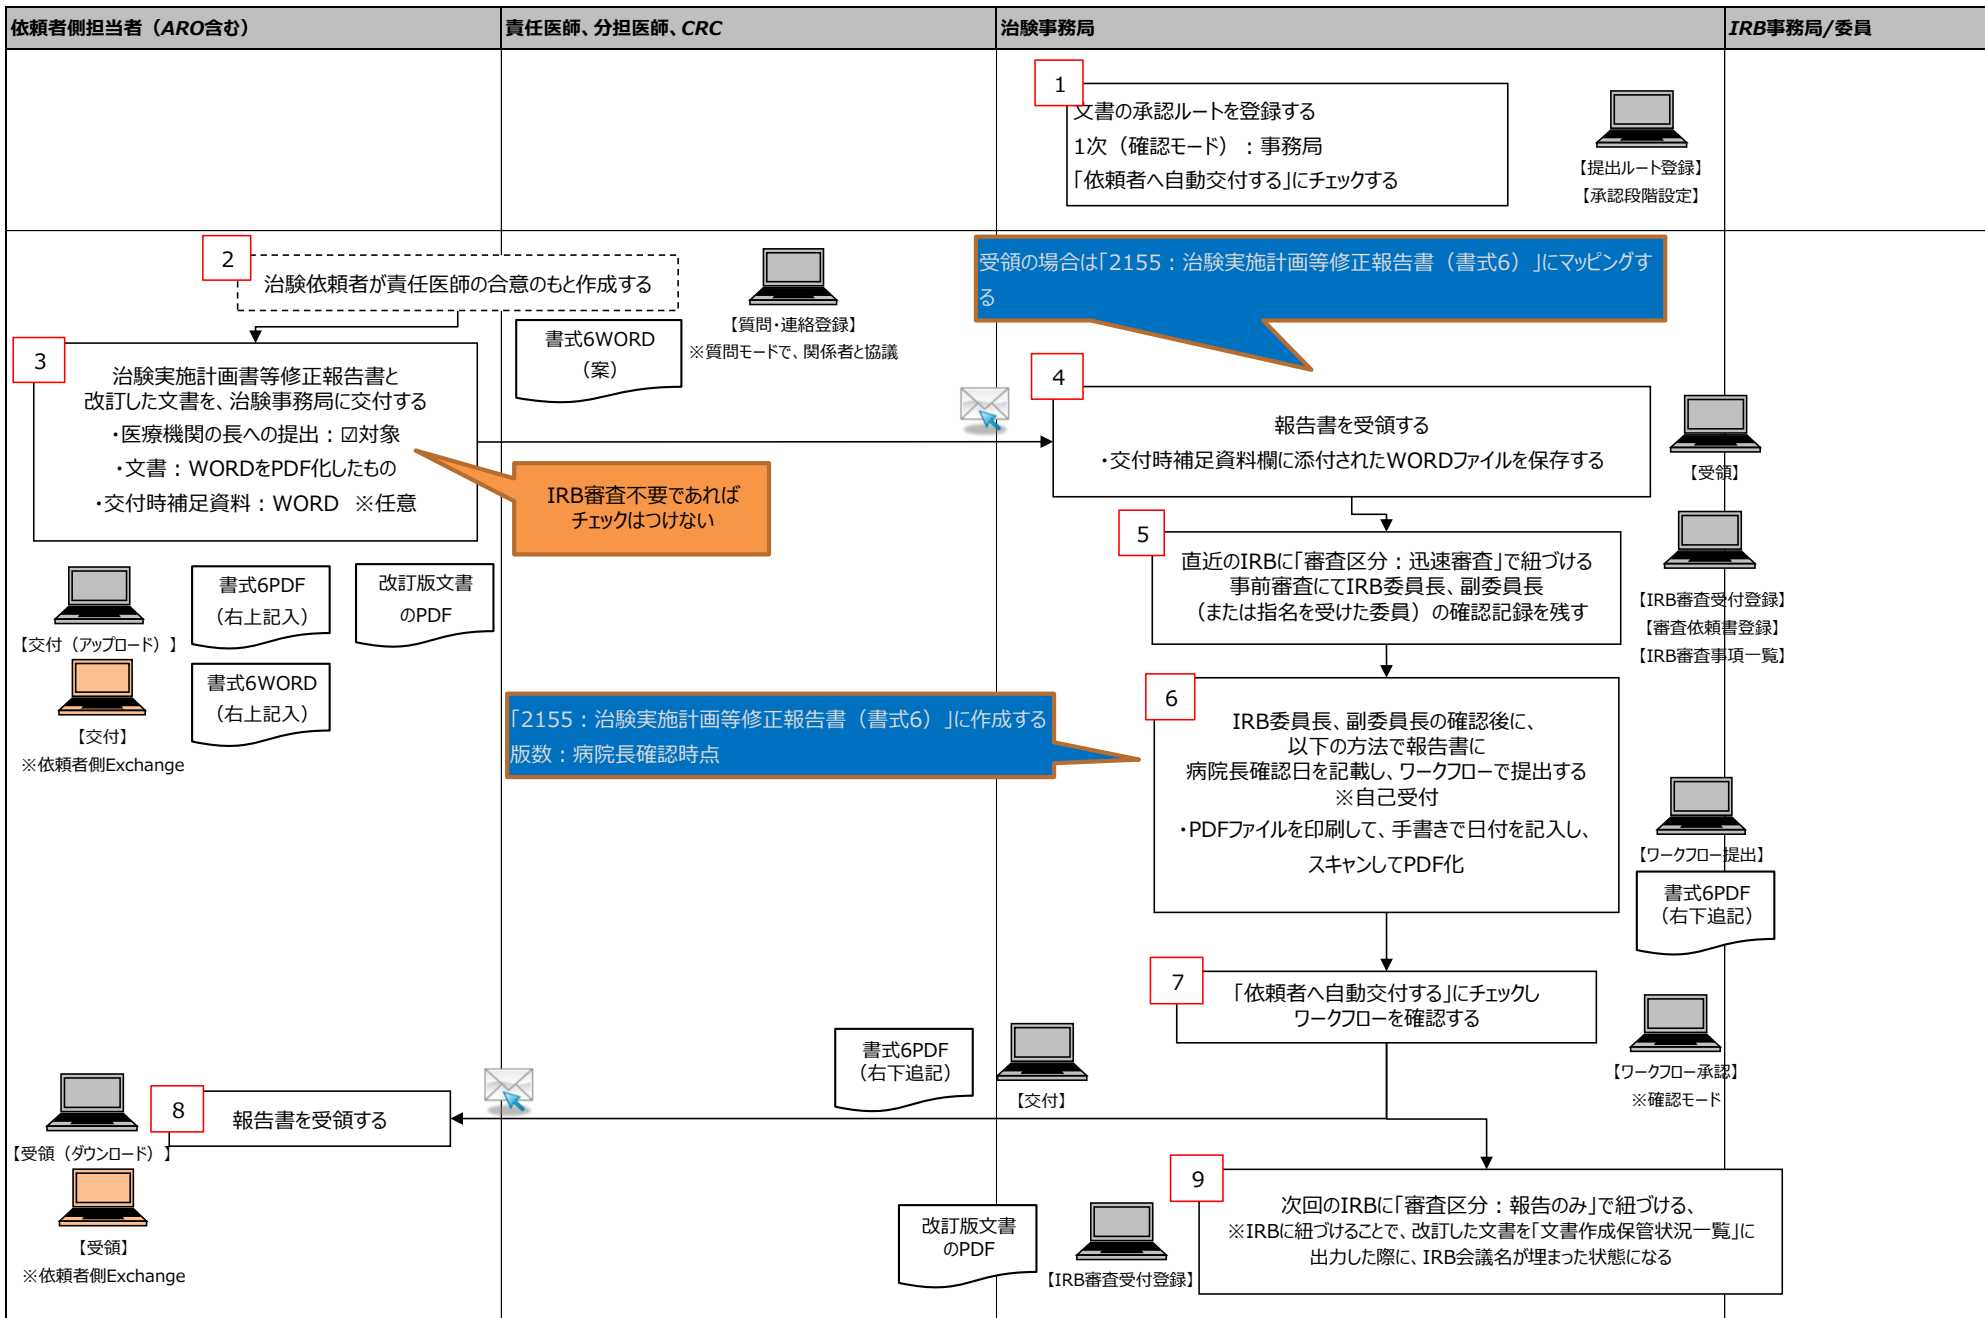 依頼者側担当者（ARO含む）
責任医師、分担医師、CRC
治験事務局
IRB事務局/委員
1
文書の承認ルートを登録する
1次（確認モード）：事務局
「依頼者へ自動交付する」にチェックする
【提出ルート登録】
【承認段階設定】
2
治験依頼者が責任医師の合意のもと作成する
書式6WORD
（案）
【質問・連絡登録】
※質問モードで、関係者と協議
受領の場合は「2155：治験実施計画等修正報告書（書式6）」にマッピングす
る
3
治験実施計画書等修正報告書と
改訂した文書を、治験事務局に交付する
・医療機関の長への提出：☑対象
・文書：WORDをPDF化したもの
・交付時補足資料：WORD　※任意
IRB審査不要であれば
チェックはつけない
4
報告書を受領する
・交付時補足資料欄に添付されたWORDファイルを保存する
【受領】
5
直近のIRBに「審査区分：迅速審査」で紐づける
事前審査にてIRB委員長、副委員長
（または指名を受けた委員）の確認記録を残す
【IRB審査受付登録】
【審査依頼書登録】
【IRB審査事項一覧】
【交付（アップロード）】
書式6PDF
（右上記入）
改訂版文書
のPDF
【交付】
※依頼者側Exchange
書式6WORD
（右上記入）
「2155：治験実施計画等修正報告書（書式6）」に作成する
版数：病院長確認時点
6
IRB委員長、副委員長の確認後に、
以下の方法で報告書に
病院長確認日を記載し、ワークフローで提出する
※自己受付
・PDFファイルを印刷して、手書きで日付を記入し、
スキャンしてPDF化
【ワークフロー提出】
書式6PDF
（右下追記）
7
「依頼者へ自動交付する」にチェックし
ワークフローを確認する
【ワークフロー承認】
※確認モード
書式6PDF
（右下追記）
【交付】
8
報告書を受領する
【受領（ダウンロード）】
【受領】
※依頼者側Exchange
9
次回のIRBに「審査区分：報告のみ」で紐づける、
※IRBに紐づけることで、改訂した文書を「文書作成保管状況一覧」に
出力した際に、IRB会議名が埋まった状態になる
改訂版文書
のPDF
【IRB審査受付登録】